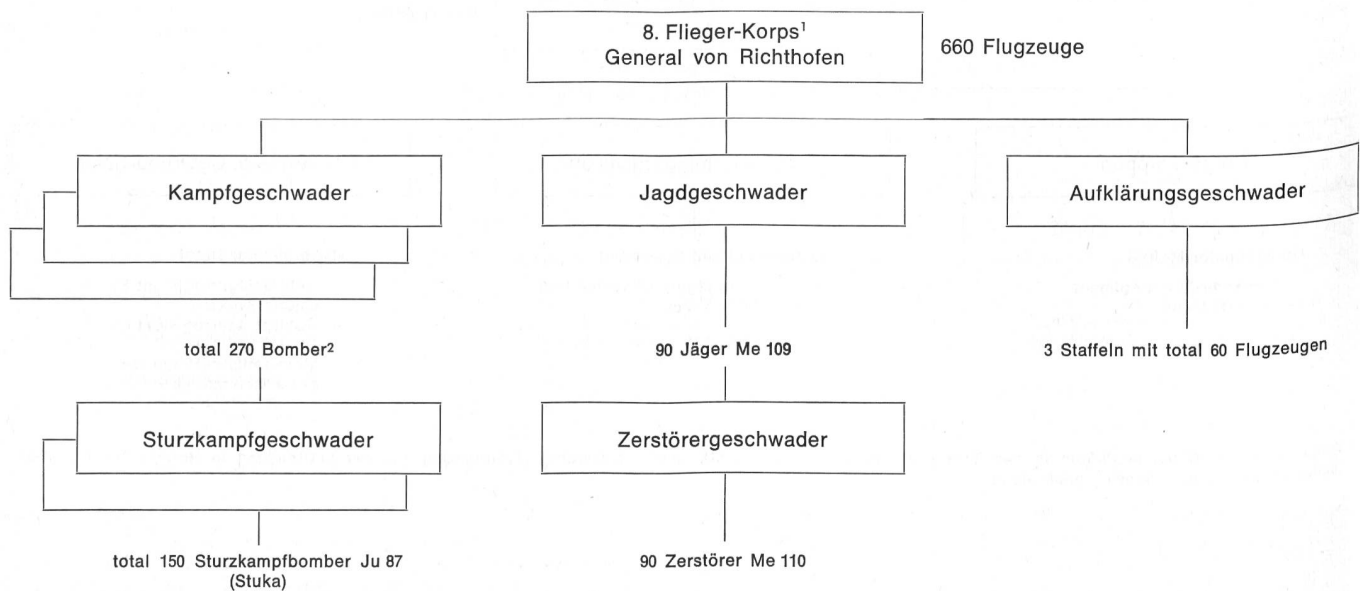 8. Flieger-Korps¹
General von Richthofen
660 Flugzeuge
Kampfgeschwader
Jagdgeschwader
Aufklärungsgeschwader
total 270 Bomber²
90 Jäger Me 109
3 Staffeln mit total 60 Flugzeugen
Sturzkampfgeschwader
Zerstörergeschwader
total 150 Sturzkampfbomber Ju 87
(Stuka)
90 Zerstörer Me 110